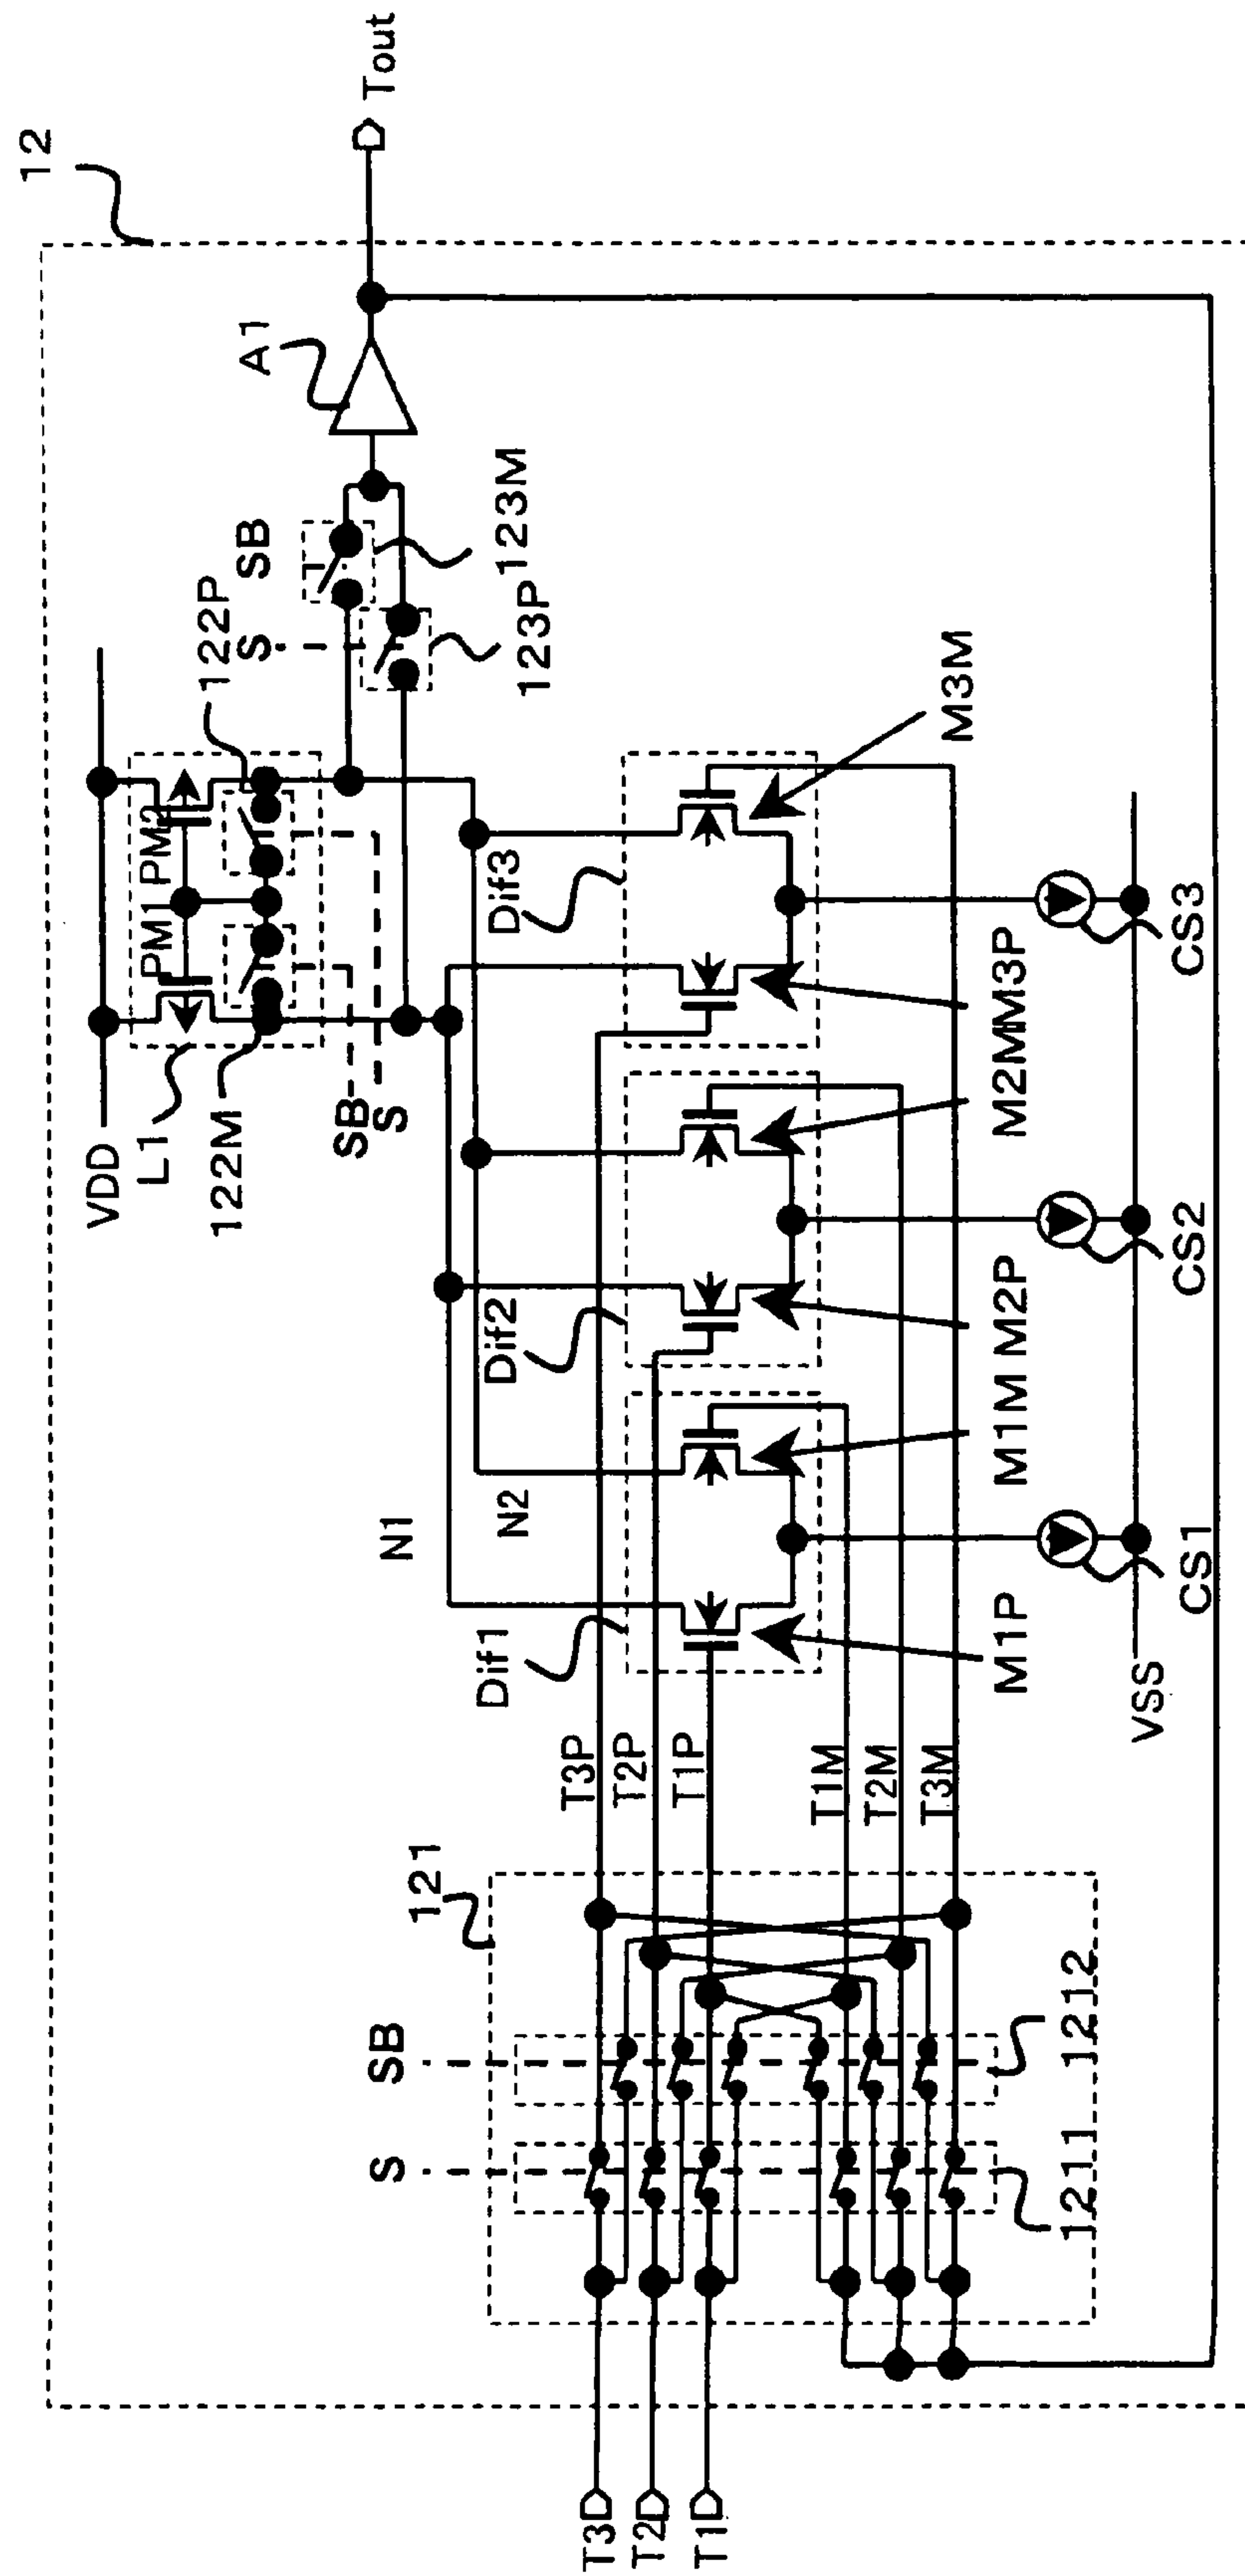 12
Tout
A1
SB
S
122P
123M
123P
VDD
PM1
PM2
L1
122M
SB
S
N1
N2
Dif1
Dif2
Dif3
M3M
M1P
M1M
M2P
M2M
M3P
CS1
CS2
CS3
VSS
T3P
T2P
T1P
T1M
T2M
T3M
121
SB
S
1212
1211
T3D
T2D
T1D